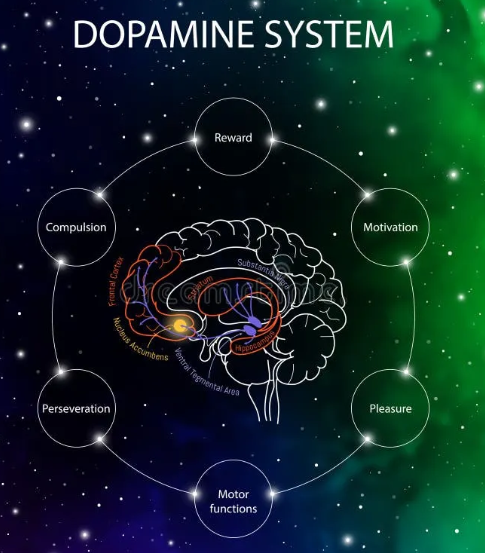 DOPAMINE SYSTEM
Reward
Compulsion
Motivation
Substantia Nigra
Frontal Cortex
Striatum
Nucleus Accumbens
Hippocampus
Ventral Tegmental Area
Perseveration
Pleasure
Motor
functions